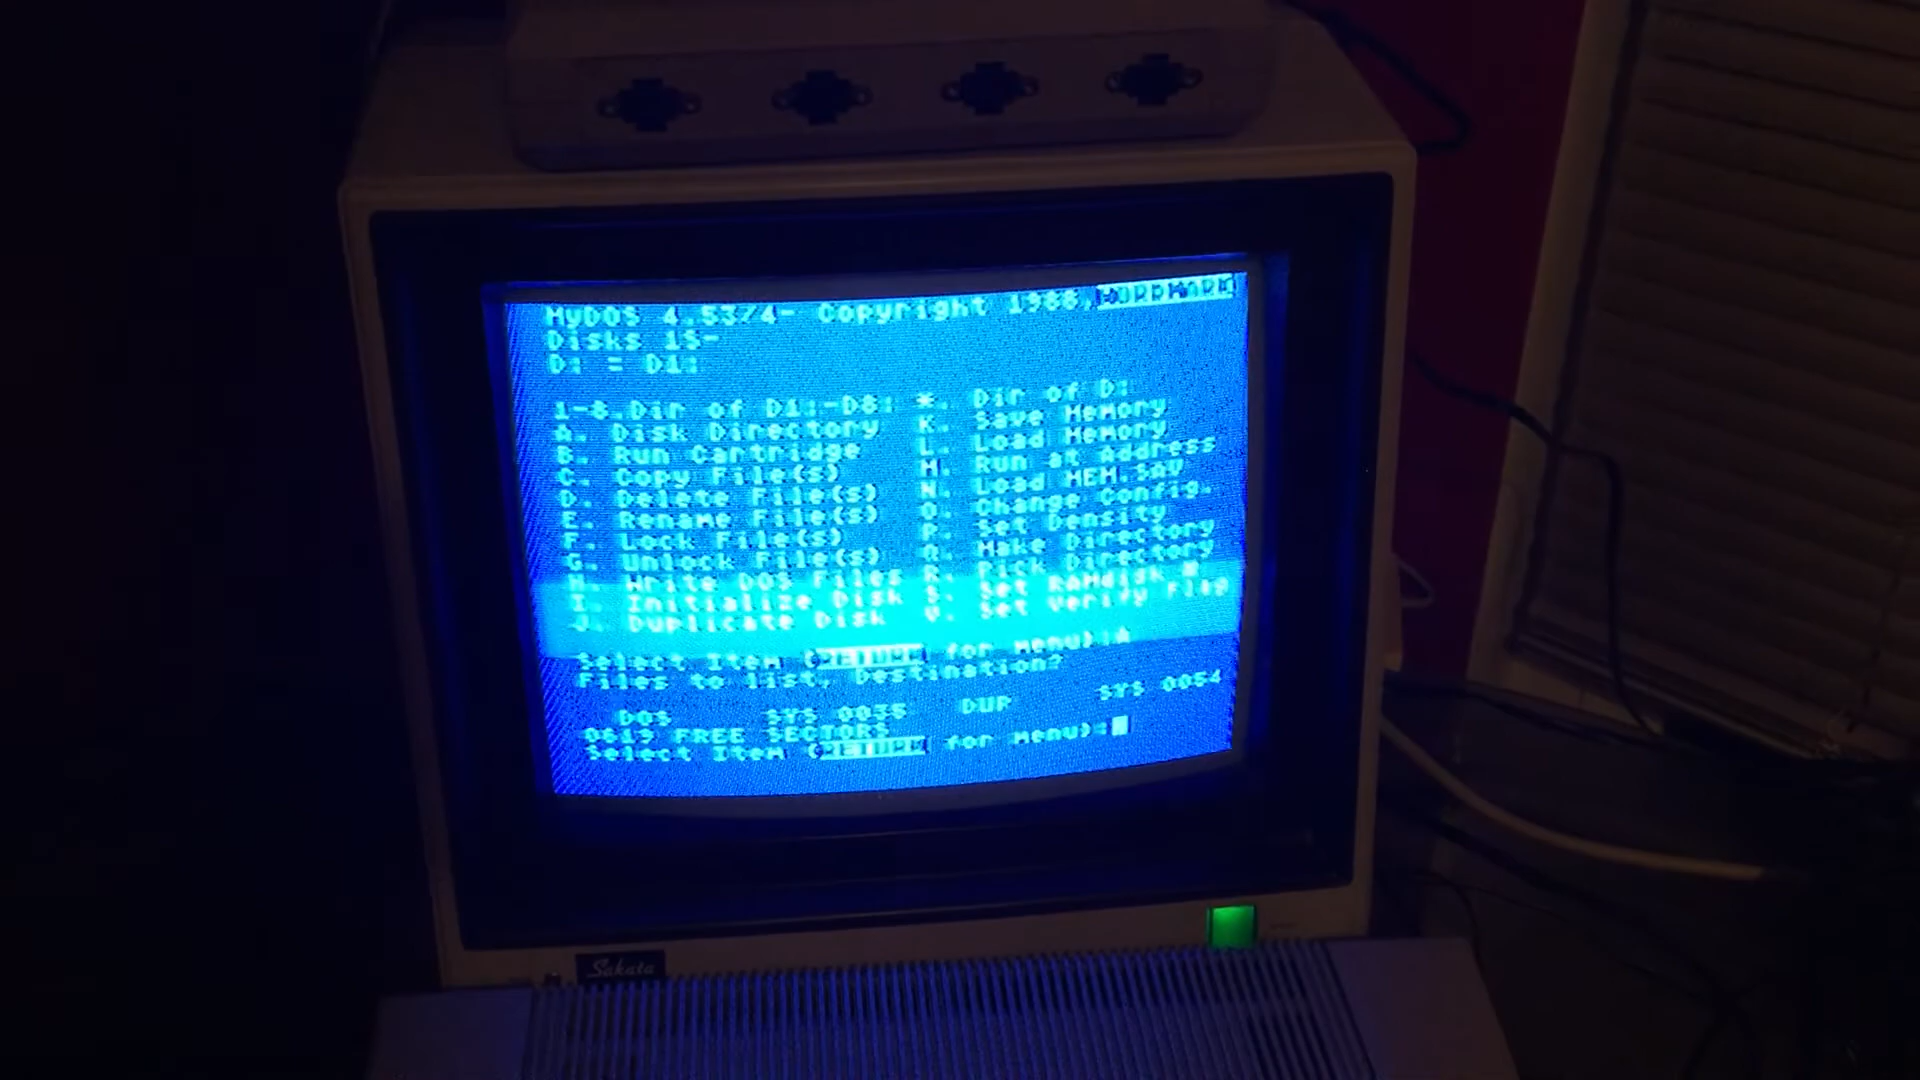 MyDOS 4.53/4- Copyright 1988, WORDMARK
Disks 1S-
D: = D1:
1-8.Dir of D1:-D8: *. Dir of D:
A. Disk Directory K. Save Memory
B. Run Cartridge L. Load Memory
C. Copy File(s) M. Run at Address
D. Delete File(s) N. Load MEM.SAV
E. Rename File(s) O. Change Config.
F. Lock File(s) P. Set Density
G. Unlock File(s) Q. Make Directory
H. Write DOS Files R. Pick Directory
I. Initialize Disk S. Set RAMdisk #
J. Duplicate Disk V. Set Verify Flag
Select Item (RETURN for menu):A
Files to list, Destination?
DOS SYS 0035 DUP SYS 0054
0619 FREE SECTORS
Select Item (RETURN for menu):
Sakata